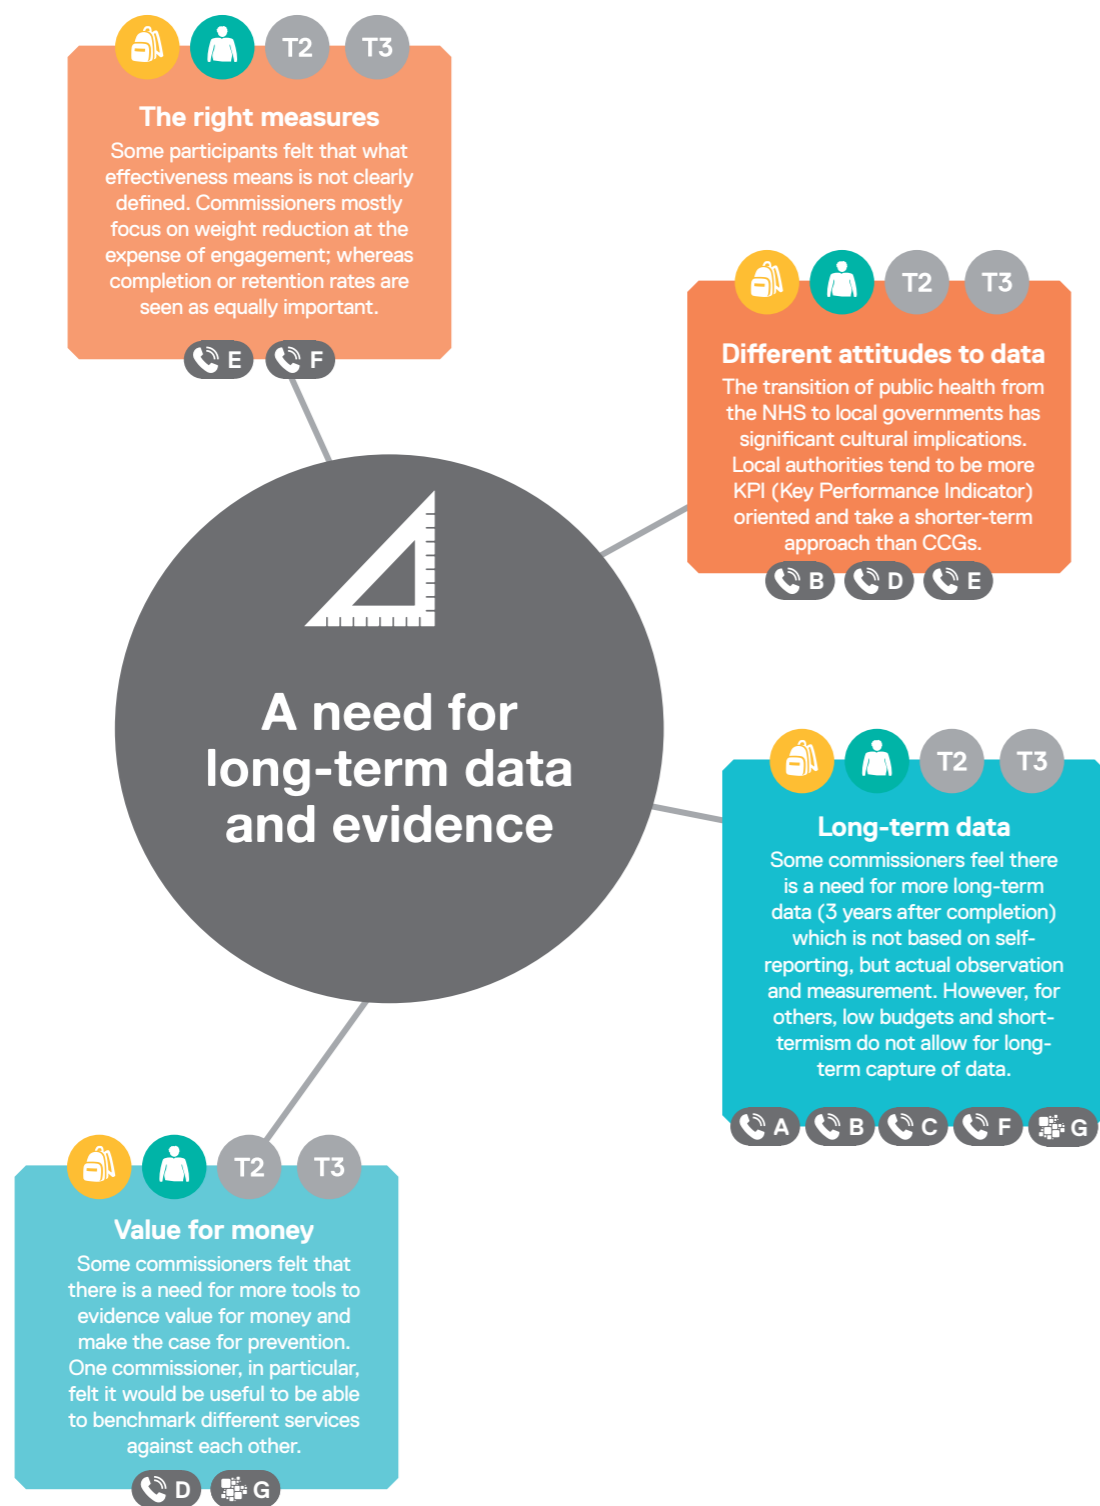 T2 T3
The right measures
Some participants felt that what
effectiveness means is not clearly
defined. Commissioners mostly
focus on weight reduction at the
expense of engagement; whereas
completion or retention rates are
seen as equally important.
E F
T2 T3
Different attitudes to data
The transition of public health from
the NHS to local governments has
significant cultural implications.
Local authorities tend to be more
KPI (Key Performance Indicator)
oriented and take a shorter-term
approach than CCGs.
B D E
A need for
long-term data
and evidence
T2 T3
Long-term data
Some commissioners feel there
is a need for more long-term
data (3 years after completion)
which is not based on self-
reporting, but actual observation
and measurement. However, for
others, low budgets and short-
termism do not allow for long-
term capture of data.
A B C F G
T2 T3
Value for money
Some commissioners felt that
there is a need for more tools to
evidence value for money and
make the case for prevention.
One commissioner, in particular,
felt it would be useful to be able
to benchmark different services
against each other.
D G